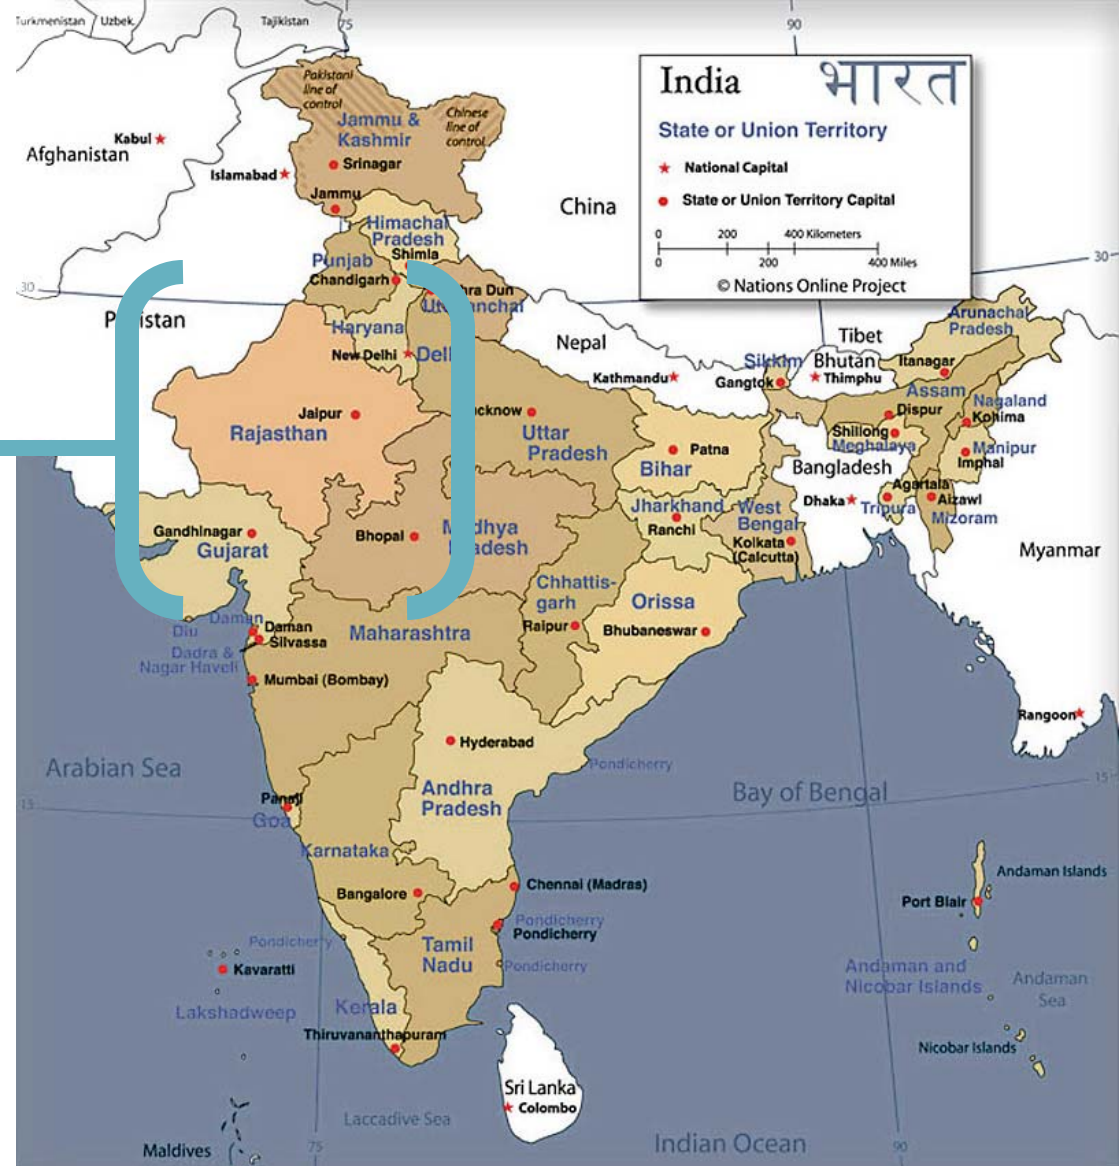 Turkmenistan
Uzbek.
Tajikistan
75
90
India
भारत
State or Union Territory
National Capital
State or Union Territory Capital
0 200 400 Kilometers
0 200 400 Miles
© Nations Online Project
Pakistani
line of
control
Chinese
line of
control
Jammu &
Kashmir
Srinagar
Jammu
Kabul
Afghanistan
Islamabad
China
Himachal
Pradesh
Shimla
Punjab
Chandigarh
30
30
Haryana
New Delhi
Nepal
Kathmandu
Tibet
Bhutan
Thimphu
Sikkim
Gangtok
Arunachal
Pradesh
Itanagar
Assam
Dispur
Nagaland
Kohima
Shillong
Meghalaya
Manipur
Imphal
Bangladesh
Dhaka
Agartala
Tripura
Aizawl
Mizoram
Myanmar
Rangoon
Jaipur
Rajasthan
Uttar
Pradesh
Patna
Bihar
Jharkhand
Ranchi
West
Bengal
Kolkata
(Calcutta)
Gandhinagar
Gujarat
Bhopal
Chhattis-
garh
Raipur
Orissa
Bhubaneswar
Daman
Diu
Daman
Silvassa
Dadra &
Nagar Haveli
Maharashtra
Mumbai (Bombay)
Hyderabad
Andhra
Pradesh
Pondicherry
Arabian Sea
Bay of Bengal
15
15
Panaji
Goa
Karnataka
Bangalore
Chennai (Madras)
Pondicherry
Pondicherry
Pondicherry
Tamil
Nadu
Pondicherry
Kavaratti
Lakshadweep
Kerala
Thiruvananthapuram
Andaman Islands
Port Blair
Andaman and
Nicobar Islands
Andaman
Sea
Nicobar Islands
Sri Lanka
Colombo
Laccadive Sea
Maldives
Indian Ocean
75
90